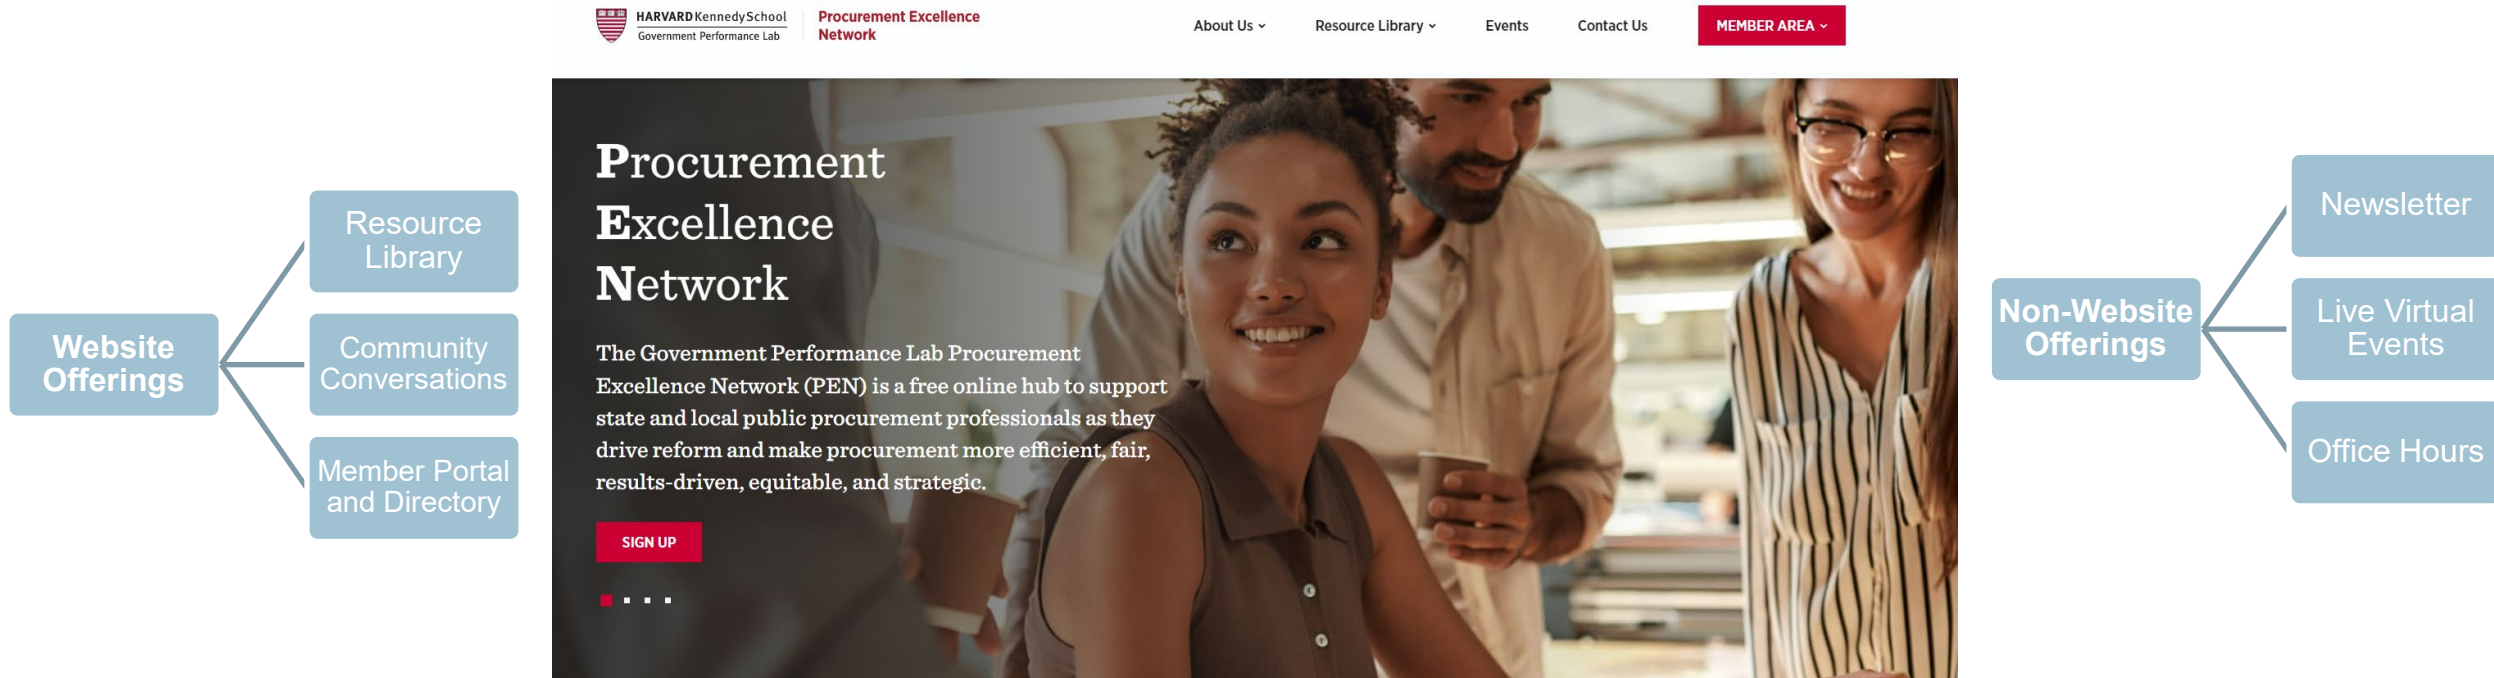 HARVARD Kennedy School
Government Performance Lab
Procurement Excellence
Network
About Us
Resource Library
Events
Contact Us
MEMBER AREA
Website
Offerings
Resource
Library
Community
Conversations
Member Portal
and Directory
Procurement
Excellence
Network
The Government Performance Lab Procurement
Excellence Network (PEN) is a free online hub to support
state and local public procurement professionals as they
drive reform and make procurement more efficient, fair,
results-driven, equitable, and strategic.
SIGN UP
Non-Website
Offerings
Newsletter
Live Virtual
Events
Office Hours